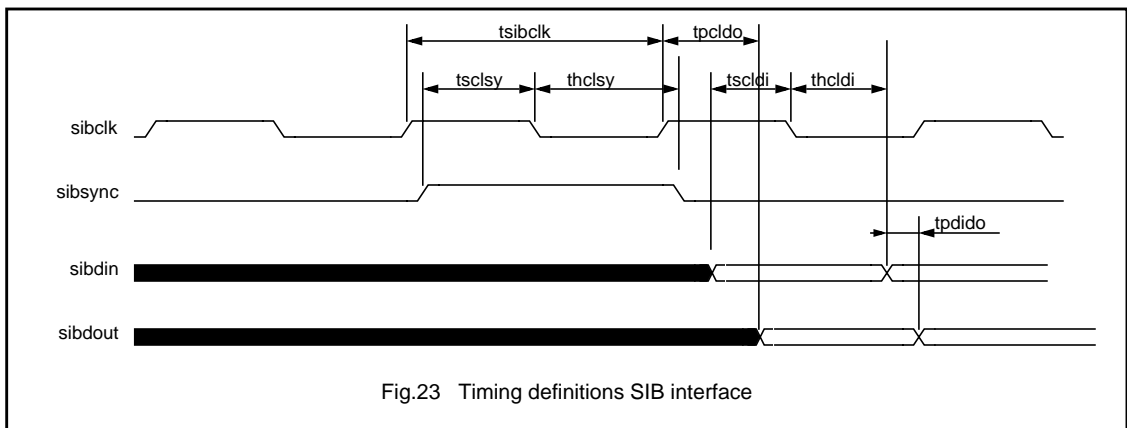 tsibclk tpcldo
tsclsy thclsy tscldi thcldi
sibclk
sibsync
tpdido
sibdin
sibdout
Fig.23 Timing definitions SIB interface